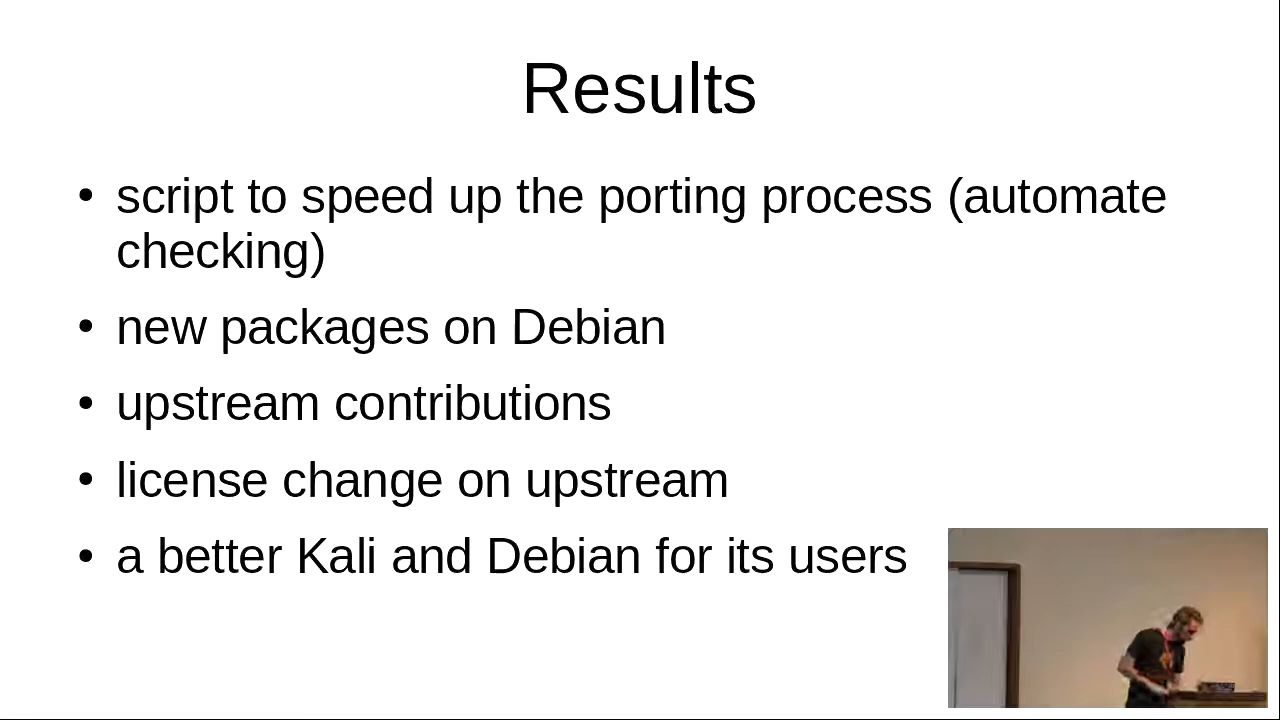 Results
• script to speed up the porting process (automate
checking)
• new packages on Debian
• upstream contributions
• license change on upstream
• a better Kali and Debian for its users